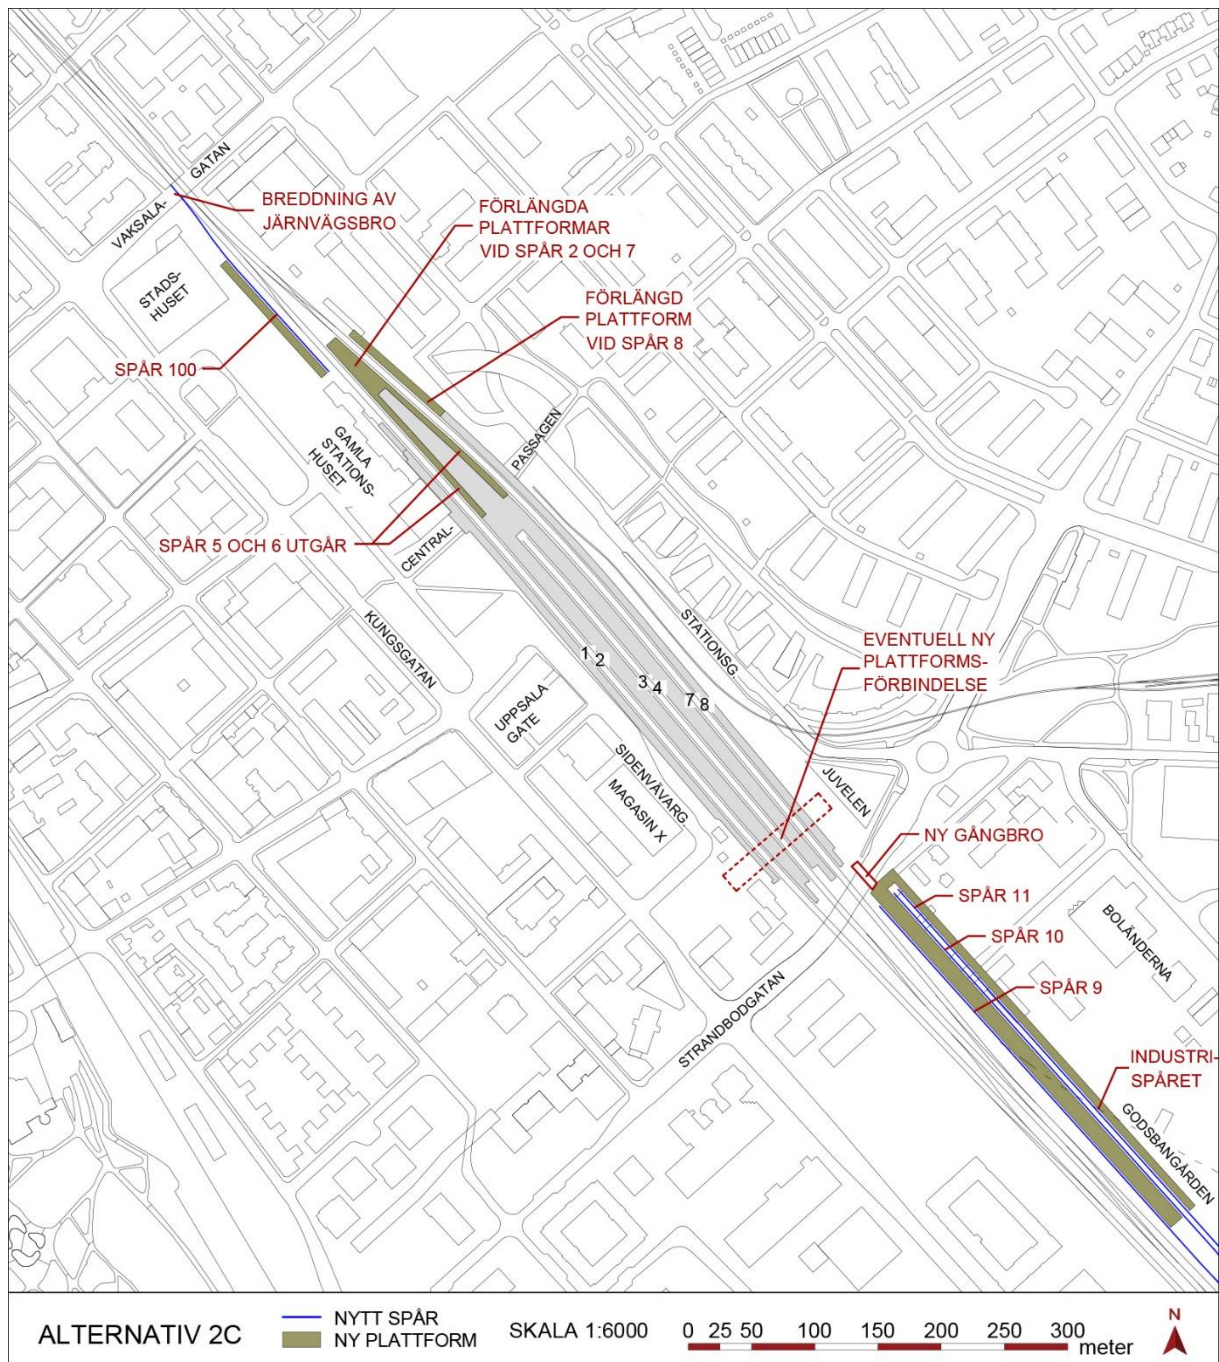 GATAN
VAKSALA-
BREDDNING AV
JÄRNVÄGSBRO
FÖRLÄNGDA
PLATTFORMAR
VID SPÅR 2 OCH 7
STADS-
HUSET
FÖRLÄNGD
PLATTFORM
VID SPÅR 8
SPÅR 100
GAMLA
STATIONS-
HUSET
PASSAGEN
SPÅR 5 OCH 6 UTGÅR
CENTRAL-
KUNGSGATAN
STATIONSG.
1 2
3 4
7 8
EVENTUELL NY
PLATTFORMS-
FÖRBINDELSE
UPPSALA
GATE
SIDENVÄVARG.
MAGASIN X
JUVELEN
NY GÅNGBRO
SPÅR 11
SPÅR 10
SPÅR 9
BOLÄNDERNA
STRANDBODGATAN
INDUSTRI-
SPÅRET
GODSBANGÅRDEN
ALTERNATIV 2C
NYTT SPÅR
NY PLATTFORM
SKALA 1:6000
0 25 50 100 150 200 250 300
meter
N